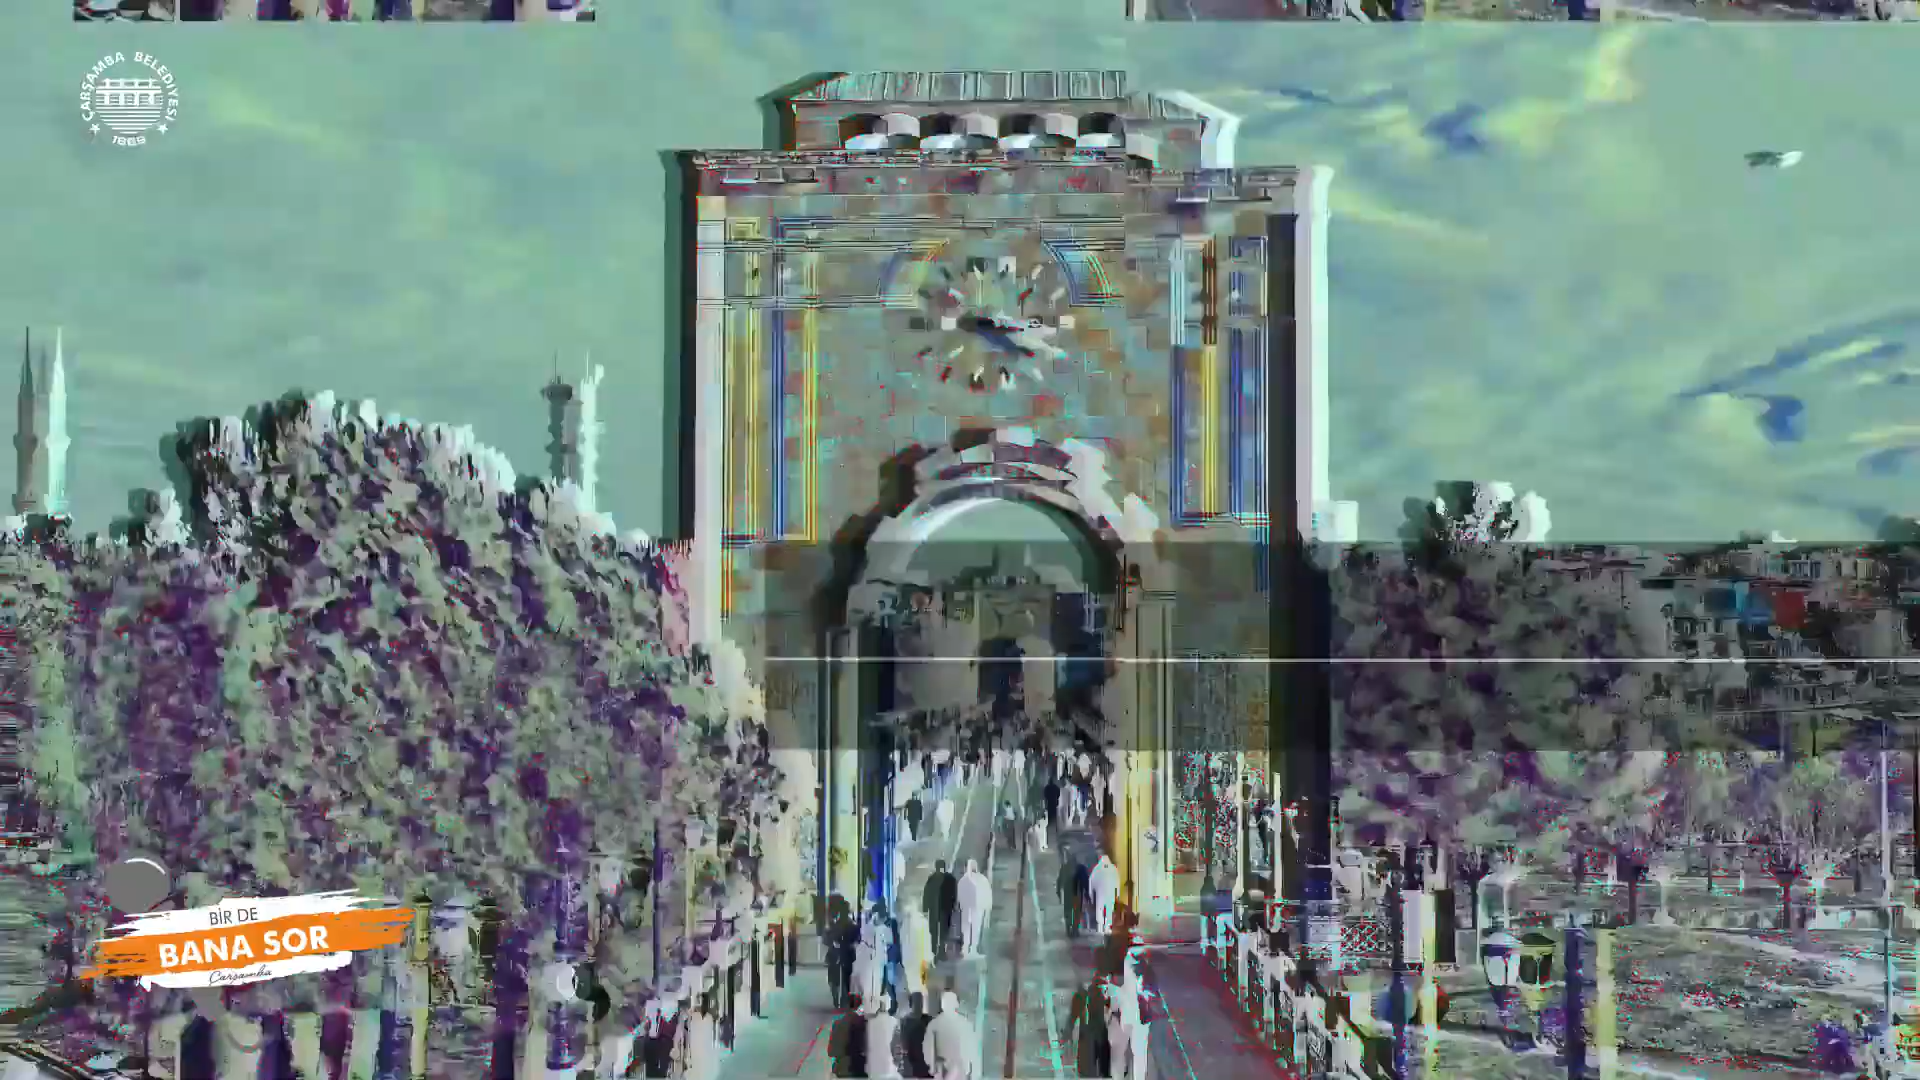 ÇARŞAMBA BELEDİYESİ
1869
BİR DE
BANA SOR
Çarşamba